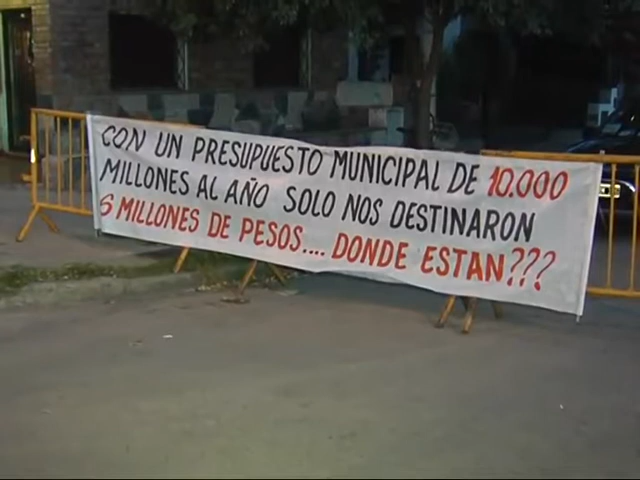 CON UN PRESUPUESTO MUNICIPAL DE 10.000
MILLONES AL AÑO SOLO NOS DESTINARON
6 MILLONES DE PESOS.... DONDE ESTAN???